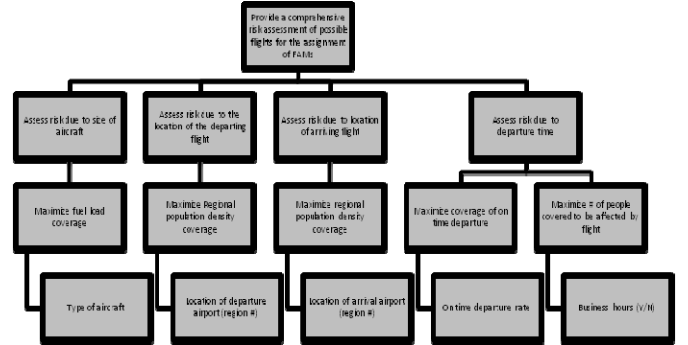 Provide a comprehensive
risk assessment of possible
flights for the assignment
of FAMs
Assess risk due to size of
aircraft
Assess risk due to the
location of the departing
flight
Assess risk due to location
of arriving flight
Assess risk due to
departure time
Maximize fuel load
coverage
Maximize Regional
population density
coverage
Maximize regional
population density
coverage
Maximize coverage of on
time departure
Maximize # of people
covered to be affected by
flight
Type of aircraft
Location of departure
airport (region #)
Location of arrival airport
(region #)
On time departure rate
Business hours (Y/N)